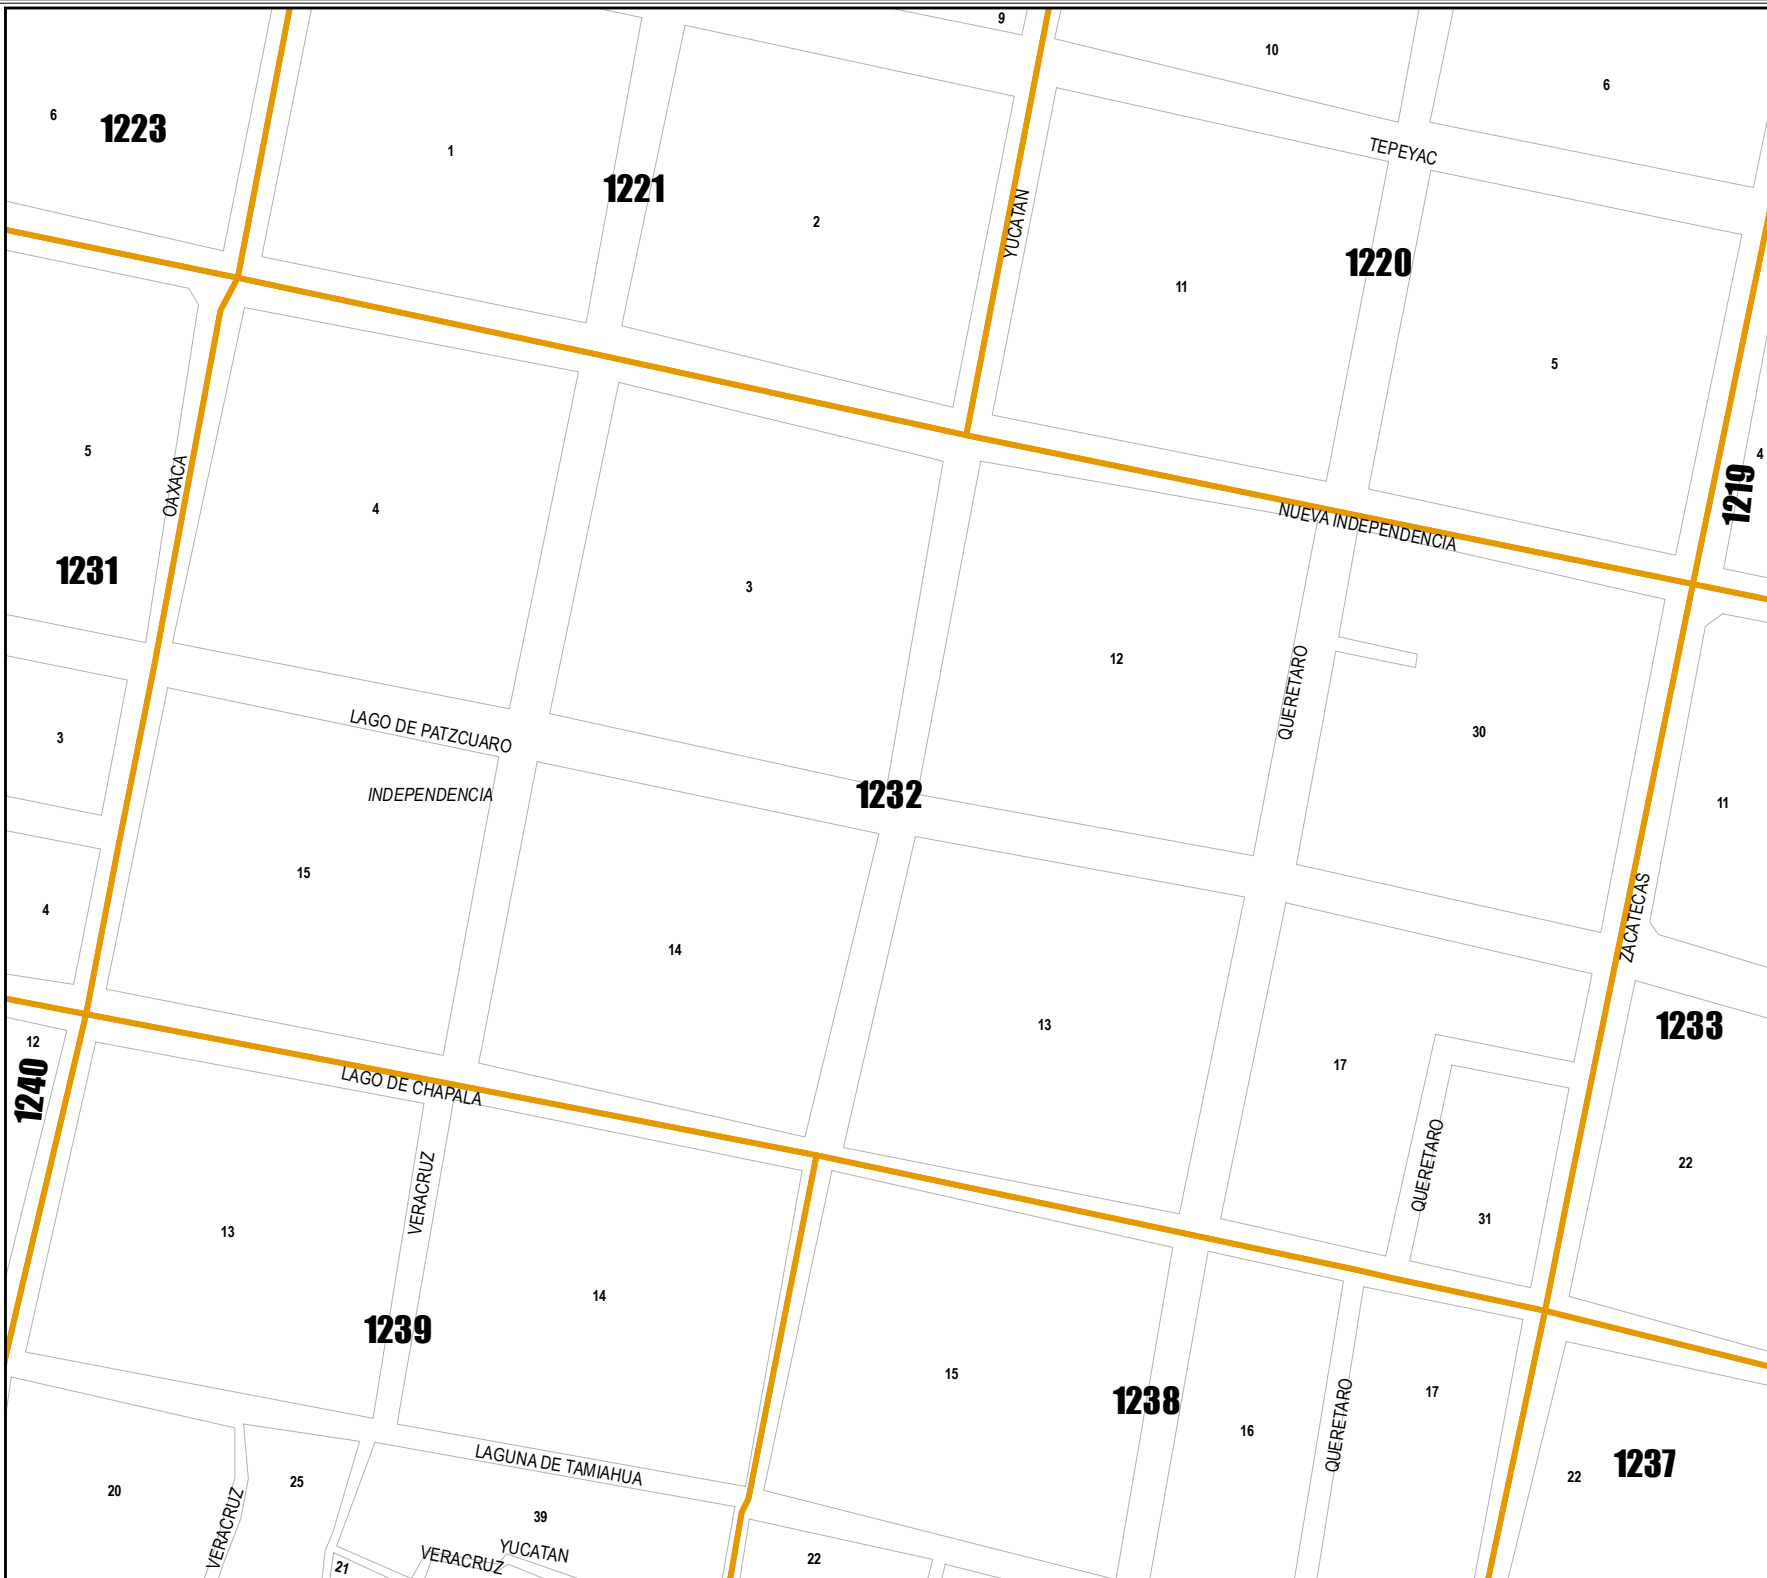 9
10
6
6
1223
1
TEPEYAC
1221
2
YUCATAN
1220
11
5
5
OAXACA
4
4
1219
NUEVA INDEPENDENCIA
1231
3
12
QUERETARO
3
LAGO DE PATZCUARO
30
INDEPENDENCIA
1232
11
15
4
ZACATECAS
14
13
1233
12
1240
LAGO DE CHAPALA
17
QUERETARO
22
VERACRUZ
31
13
14
1239
15
1238
17
16
QUERETARO
1237
22
LAGUNA DE TAMIAHUA
25
20
39
VERACRUZ
YUCATAN
VERACRUZ
22
21